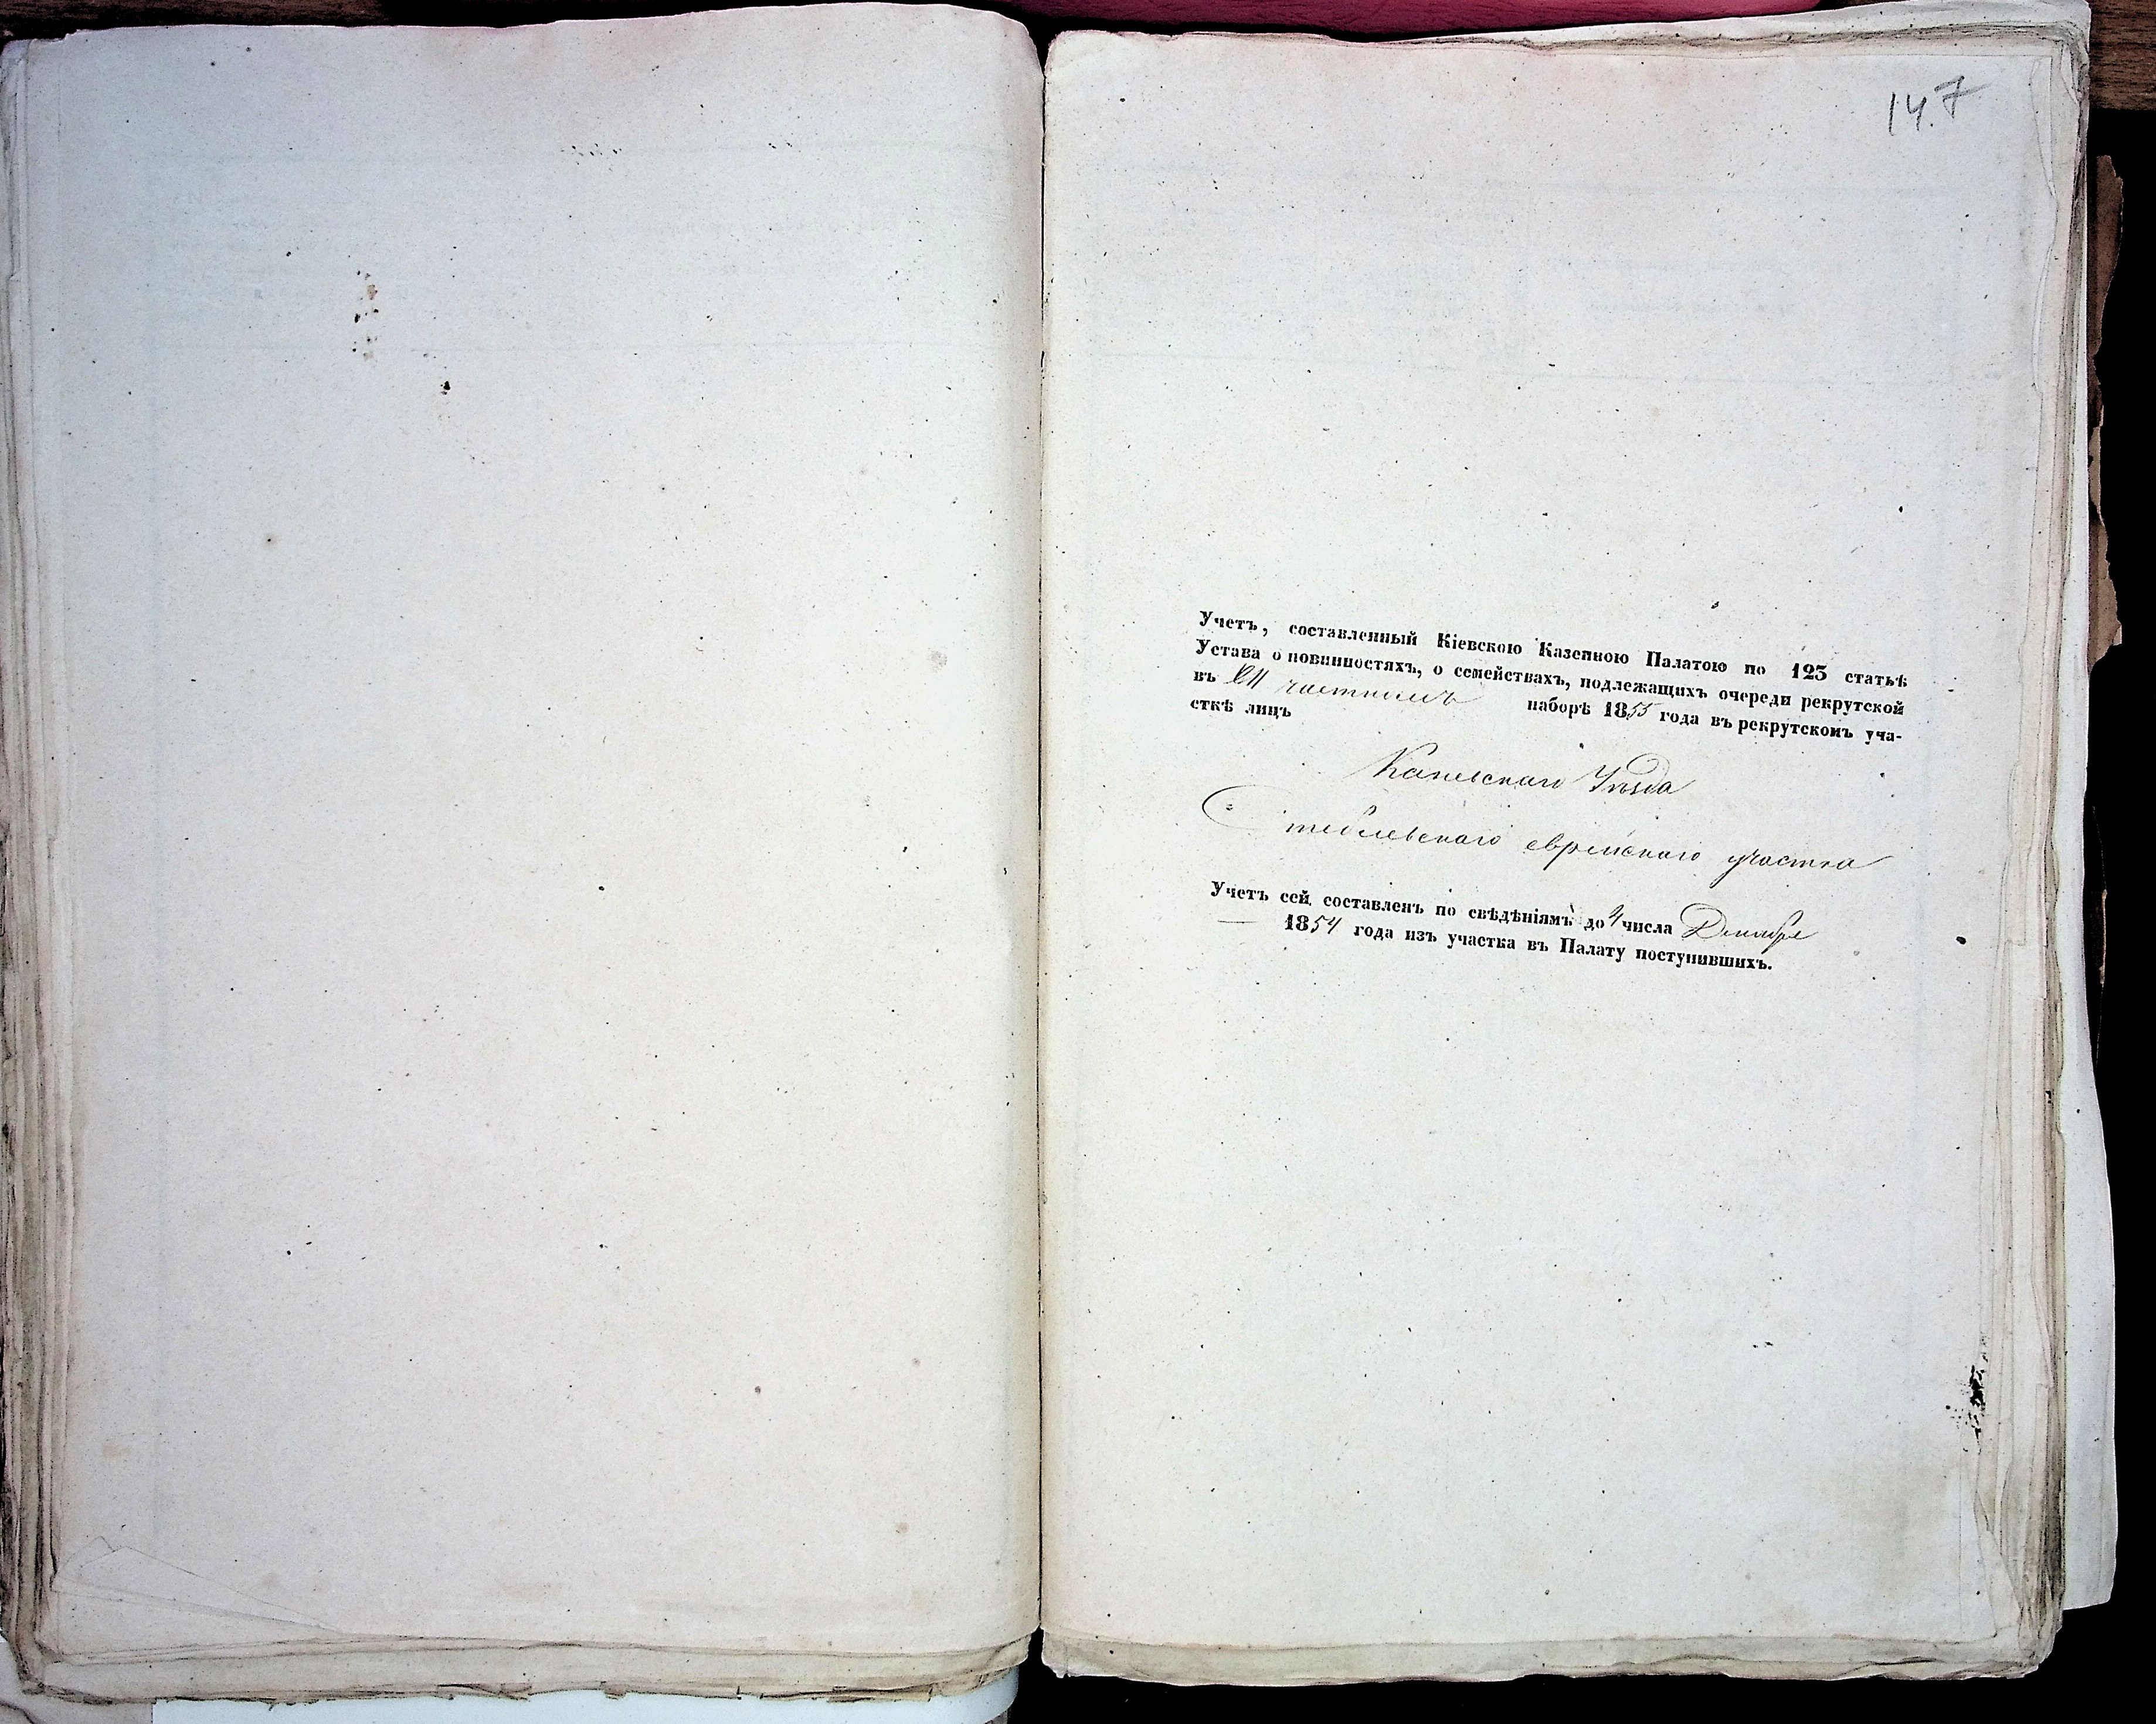 147
Учетъ, составленный Кіевскою Казенною Палатою по 123 статьѣ
Устава о повинностяхъ, о семействахъ, подлежащихъ очереди рекрутской
въ частномъ наборѣ 1855 года въ рекрутскомъ уча-
сткѣ лицъ
Каневскаго Уѣзда
Стеблевскаго еврейскаго участка
Учетъ сей составленъ по свѣдѣніямъ до числа Декабря
1854 года изъ участка въ Палату поступившихъ.